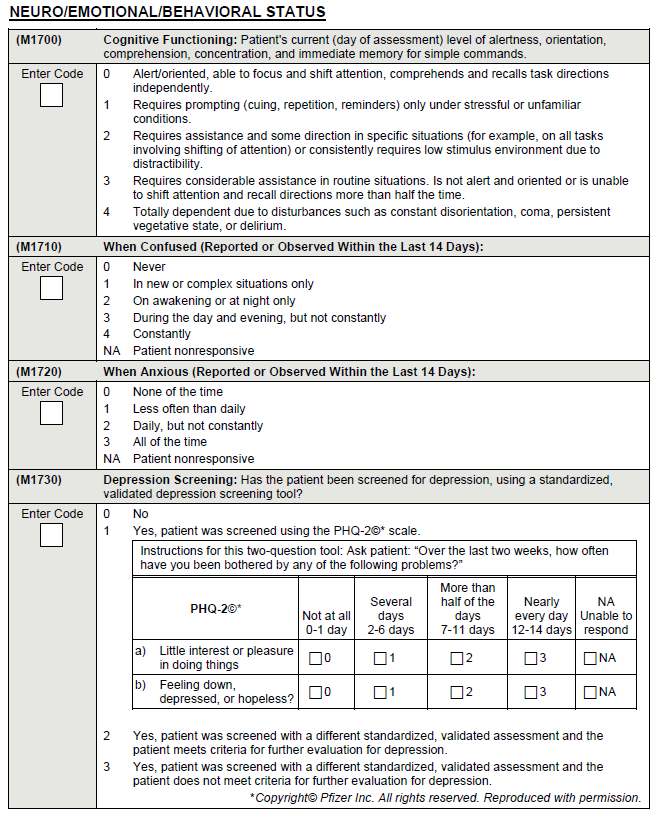 NEURO/EMOTIONAL/BEHAVIORAL STATUS
(M1700) Cognitive Functioning: Patient's current (day of assessment) level of alertness, orientation,
comprehension, concentration, and immediate memory for simple commands.
Enter Code 0 Alert/oriented, able to focus and shift attention, comprehends and recalls task directions
independently.
1 Requires prompting (cuing, repetition, reminders) only under stressful or unfamiliar
conditions.
2 Requires assistance and some direction in specific situations (for example, on all tasks
involving shifting of attention) or consistently requires low stimulus environment due to
distractibility.
3 Requires considerable assistance in routine situations. Is not alert and oriented or is unable
to shift attention and recall directions more than half the time.
4 Totally dependent due to disturbances such as constant disorientation, coma, persistent
vegetative state, or delirium.
(M1710) When Confused (Reported or Observed Within the Last 14 Days):
Enter Code 0 Never
1 In new or complex situations only
2 On awakening or at night only
3 During the day and evening, but not constantly
4 Constantly
NA Patient nonresponsive
(M1720) When Anxious (Reported or Observed Within the Last 14 Days):
Enter Code 0 None of the time
1 Less often than daily
2 Daily, but not constantly
3 All of the time
NA Patient nonresponsive
(M1730) Depression Screening: Has the patient been screened for depression, using a standardized,
validated depression screening tool?
Enter Code 0 No
1 Yes, patient was screened using the PHQ-2©* scale.
Instructions for this two-question tool: Ask patient: “Over the last two weeks, how often
have you been bothered by any of the following problems?”
PHQ-2©*
Not at all
0-1 day
Several
days
2-6 days
More than
half of the
days
7-11 days
Nearly
every day
12-14 days
NA
Unable to
respond
a) Little interest or pleasure
in doing things
0 1 2 3 NA
b) Feeling down,
depressed, or hopeless?
0 1 2 3 NA
2 Yes, patient was screened with a different standardized, validated assessment and the
patient meets criteria for further evaluation for depression.
3 Yes, patient was screened with a different standardized, validated assessment and the
patient does not meet criteria for further evaluation for depression.
*Copyright© Pfizer Inc. All rights reserved. Reproduced with permission.